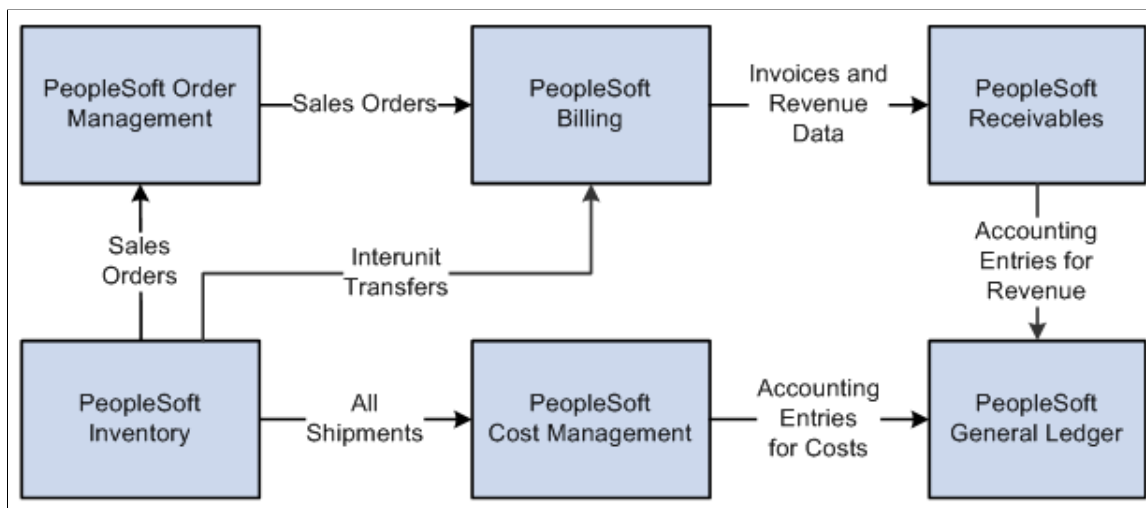 PeopleSoft Order
Management
Sales Orders
PeopleSoft
Billing
Invoices and
Revenue
Data
PeopleSoft
Receivables
Sales
Orders
Interunit
Transfers
Accounting
Entries for
Revenue
PeopleSoft
Inventory
All
Shipments
PeopleSoft
Cost Management
Accounting
Entries
for Costs
PeopleSoft
General Ledger